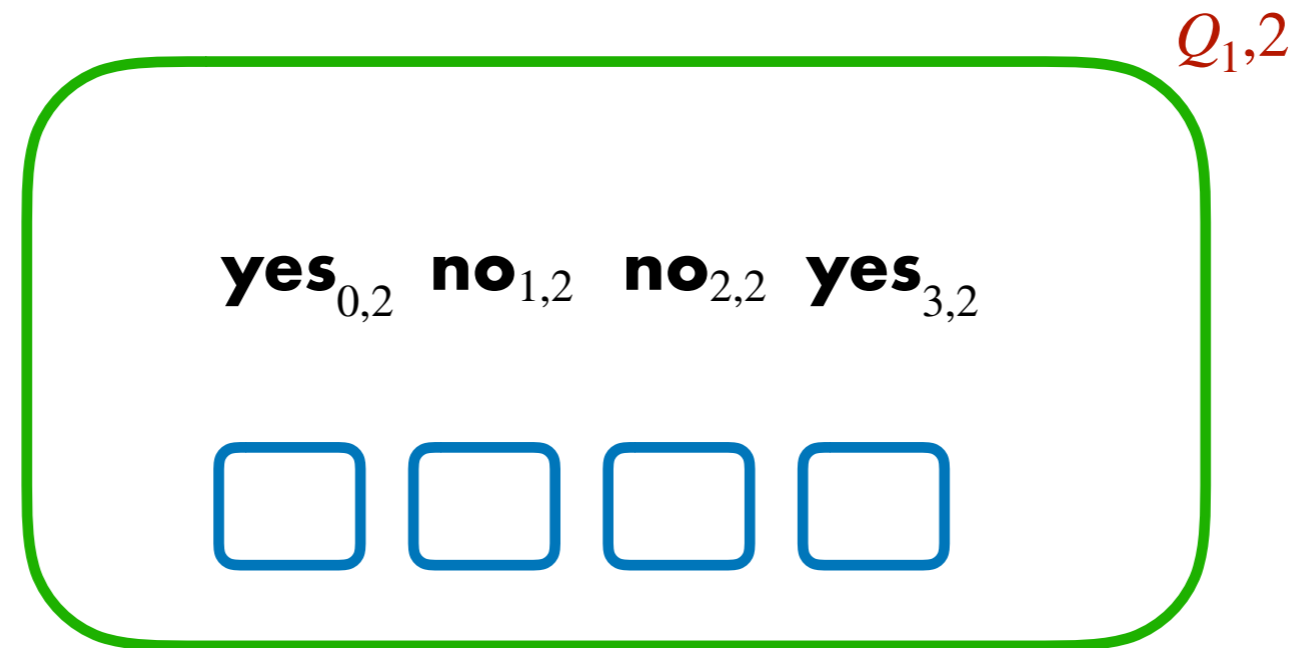 Q₁,2
yes₀,₂ no₁,₂ no₂,₂ yes₃,₂